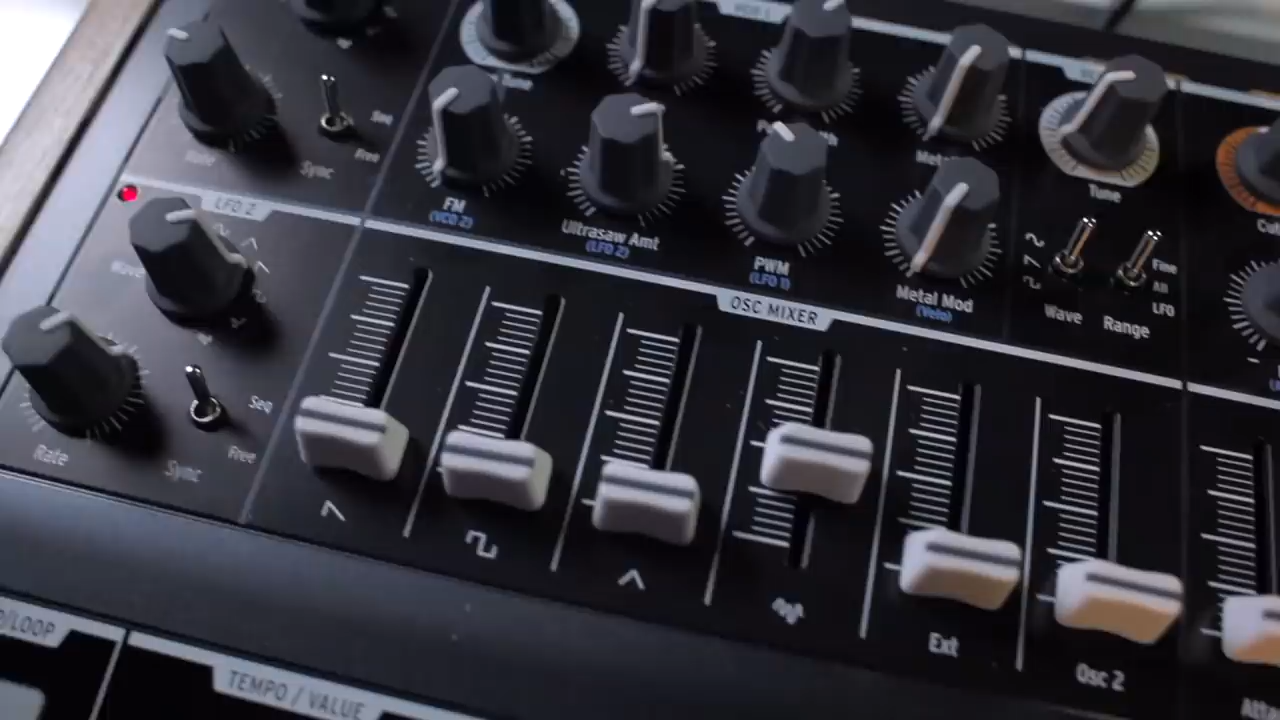 Seq
Free
Rate
Sync
Tune
LFO 2
FM
(VCO 2)
Ultrasaw Amt
(LFO 2)
PWM
(LFO 1)
Metal Mod
(Velo)
Fine
All
LFO
Wave
Range
OSC MIXER
Seq
Free
Rate
Sync
Ext
Osc 2
/LOOP
TEMPO / VALUE